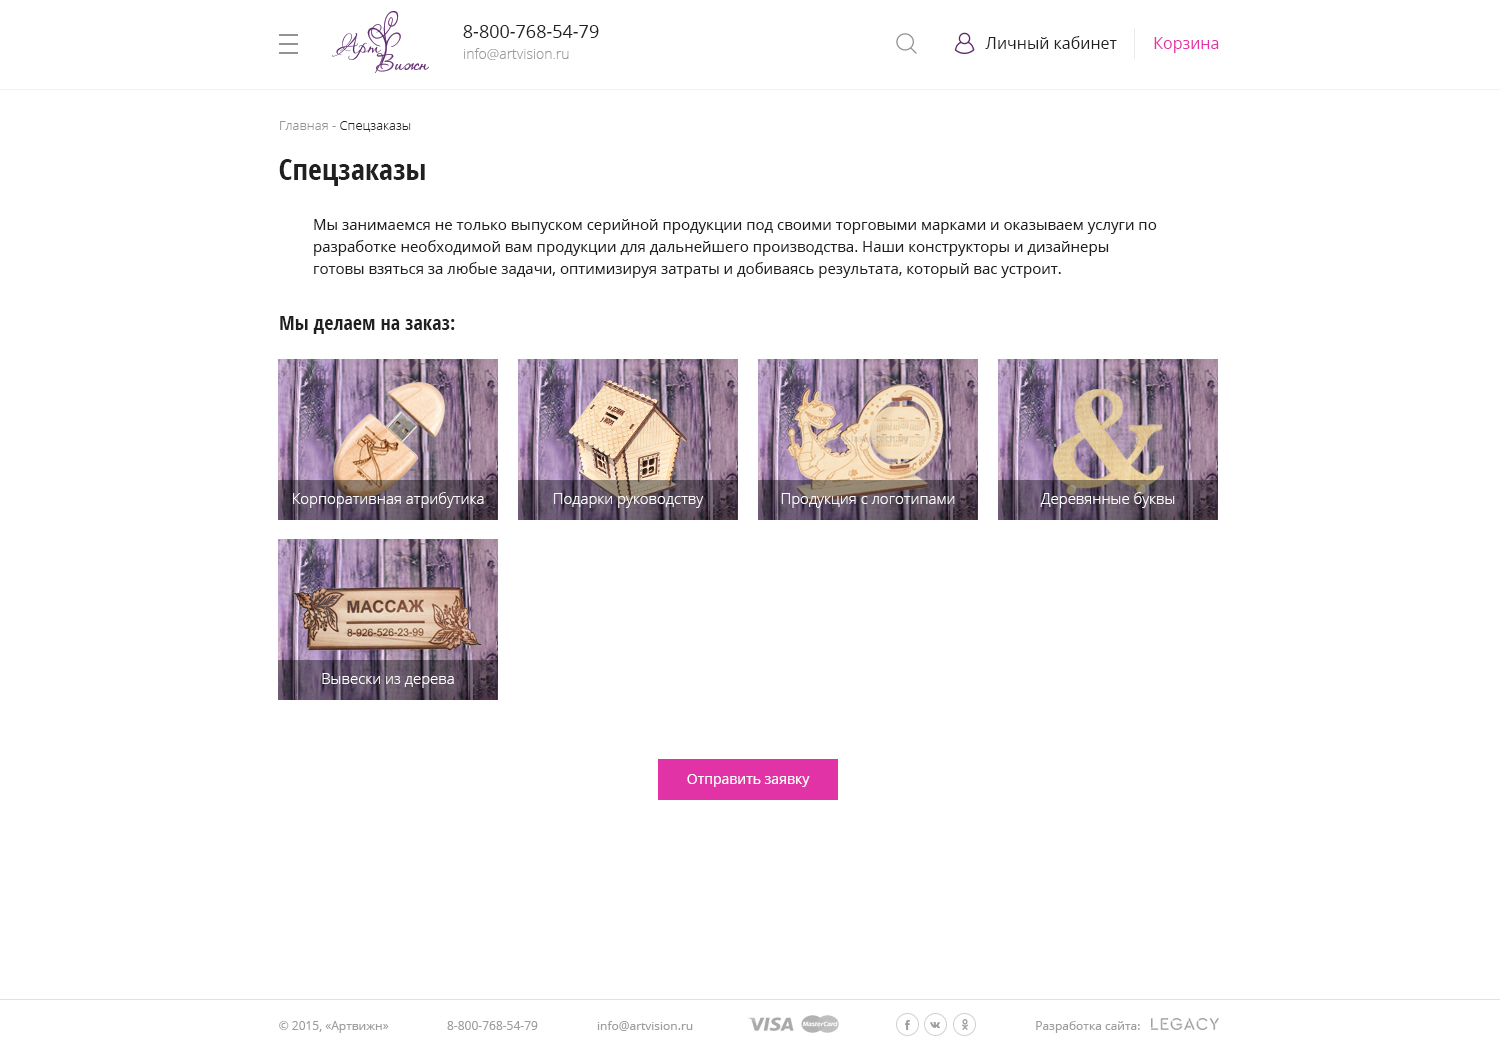 Арт Вижн
8-800-768-54-79
info@artvision.ru
Личный кабинет
Корзина
Главная - Спецзаказы
Спецзаказы
Мы занимаемся не только выпуском серийной продукции под своими торговыми марками и оказываем услуги по
разработке необходимой вам продукции для дальнейшего производства. Наши конструкторы и дизайнеры
готовы взяться за любые задачи, оптимизируя затраты и добиваясь результата, который вас устроит.
Мы делаем на заказ:
Корпоративная атрибутика
Подарки руководству
Продукция с логотипами
&
Деревянные буквы
МАССАЖ
8-926-526-23-99
Вывески из дерева
Отправить заявку
© 2015, «Артвижн»
8-800-768-54-79
info@artvision.ru
VISA
MasterCard
Разработка сайта:
LEGACY